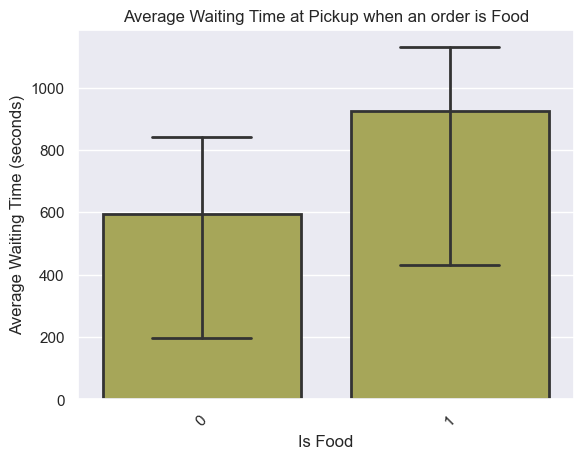 Average Waiting Time at Pickup when an order is Food
Average Waiting Time (seconds)
1000
800
600
400
200
0
0
1
Is Food